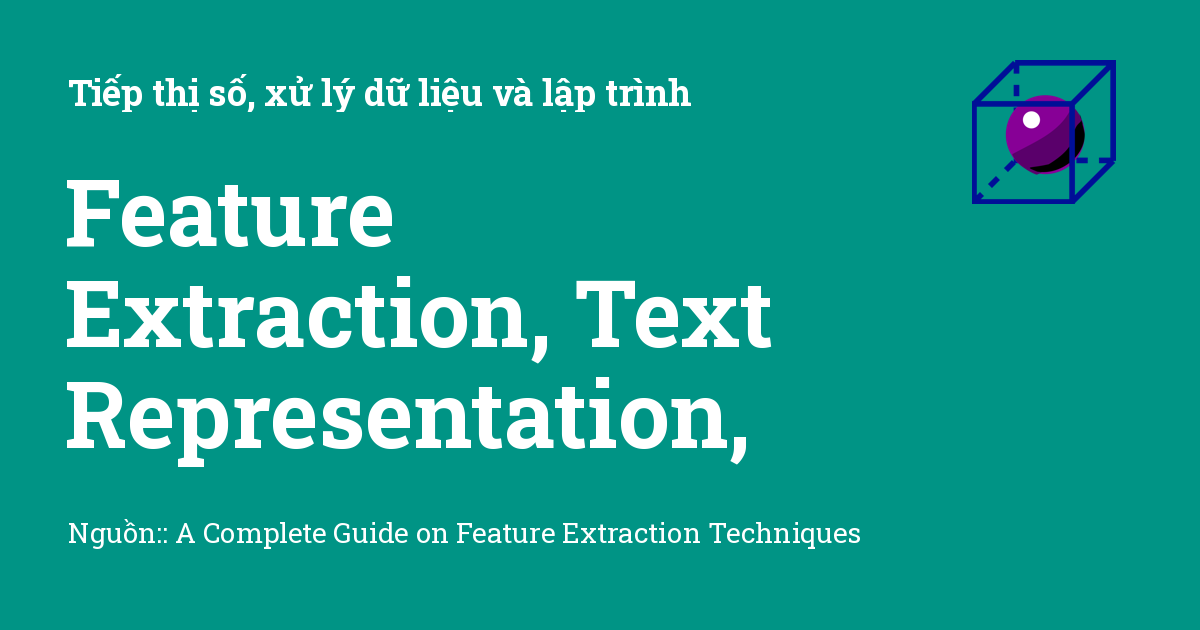 Tiếp thị số, xử lý dữ liệu và lập trình
Feature
Extraction, Text
Representation,
Nguồn:: A Complete Guide on Feature Extraction Techniques